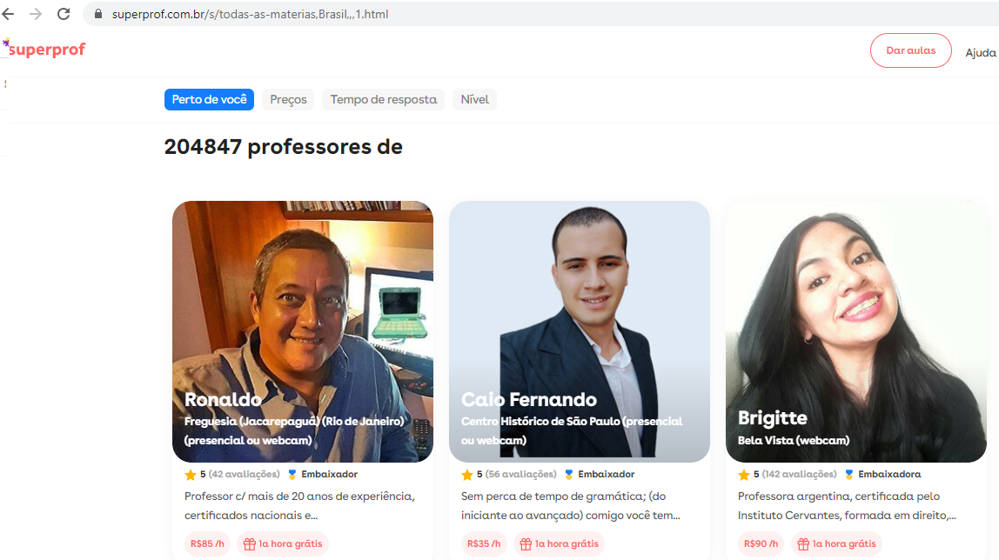 superprof.com.br/s/todas-as-materias,Brasil,,,1.html
superprof
Dar aulas
Ajuda
Perto de você
Preços
Tempo de resposta
Nível
204847 professores de
Ronaldo
Freguesia (Jacarepaguá) (Rio de Janeiro)
(presencial ou webcam)
5 (42 avaliações) Embaixador
Professor c/ mais de 20 anos de experiência,
certificados nacionais e...
R$85 /h
1a hora grátis
Caio Fernando
Centro Histórico de São Paulo (presencial
ou webcam)
5 (56 avaliações) Embaixador
Sem perca de tempo de gramática; (do
iniciante ao avançado) comigo você tem...
R$35 /h
1a hora grátis
Brigitte
Bela Vista (webcam)
5 (142 avaliações) Embaixadora
Professora argentina, certificada pelo
Instituto Cervantes, formada em direito,...
R$90 /h
1a hora grátis